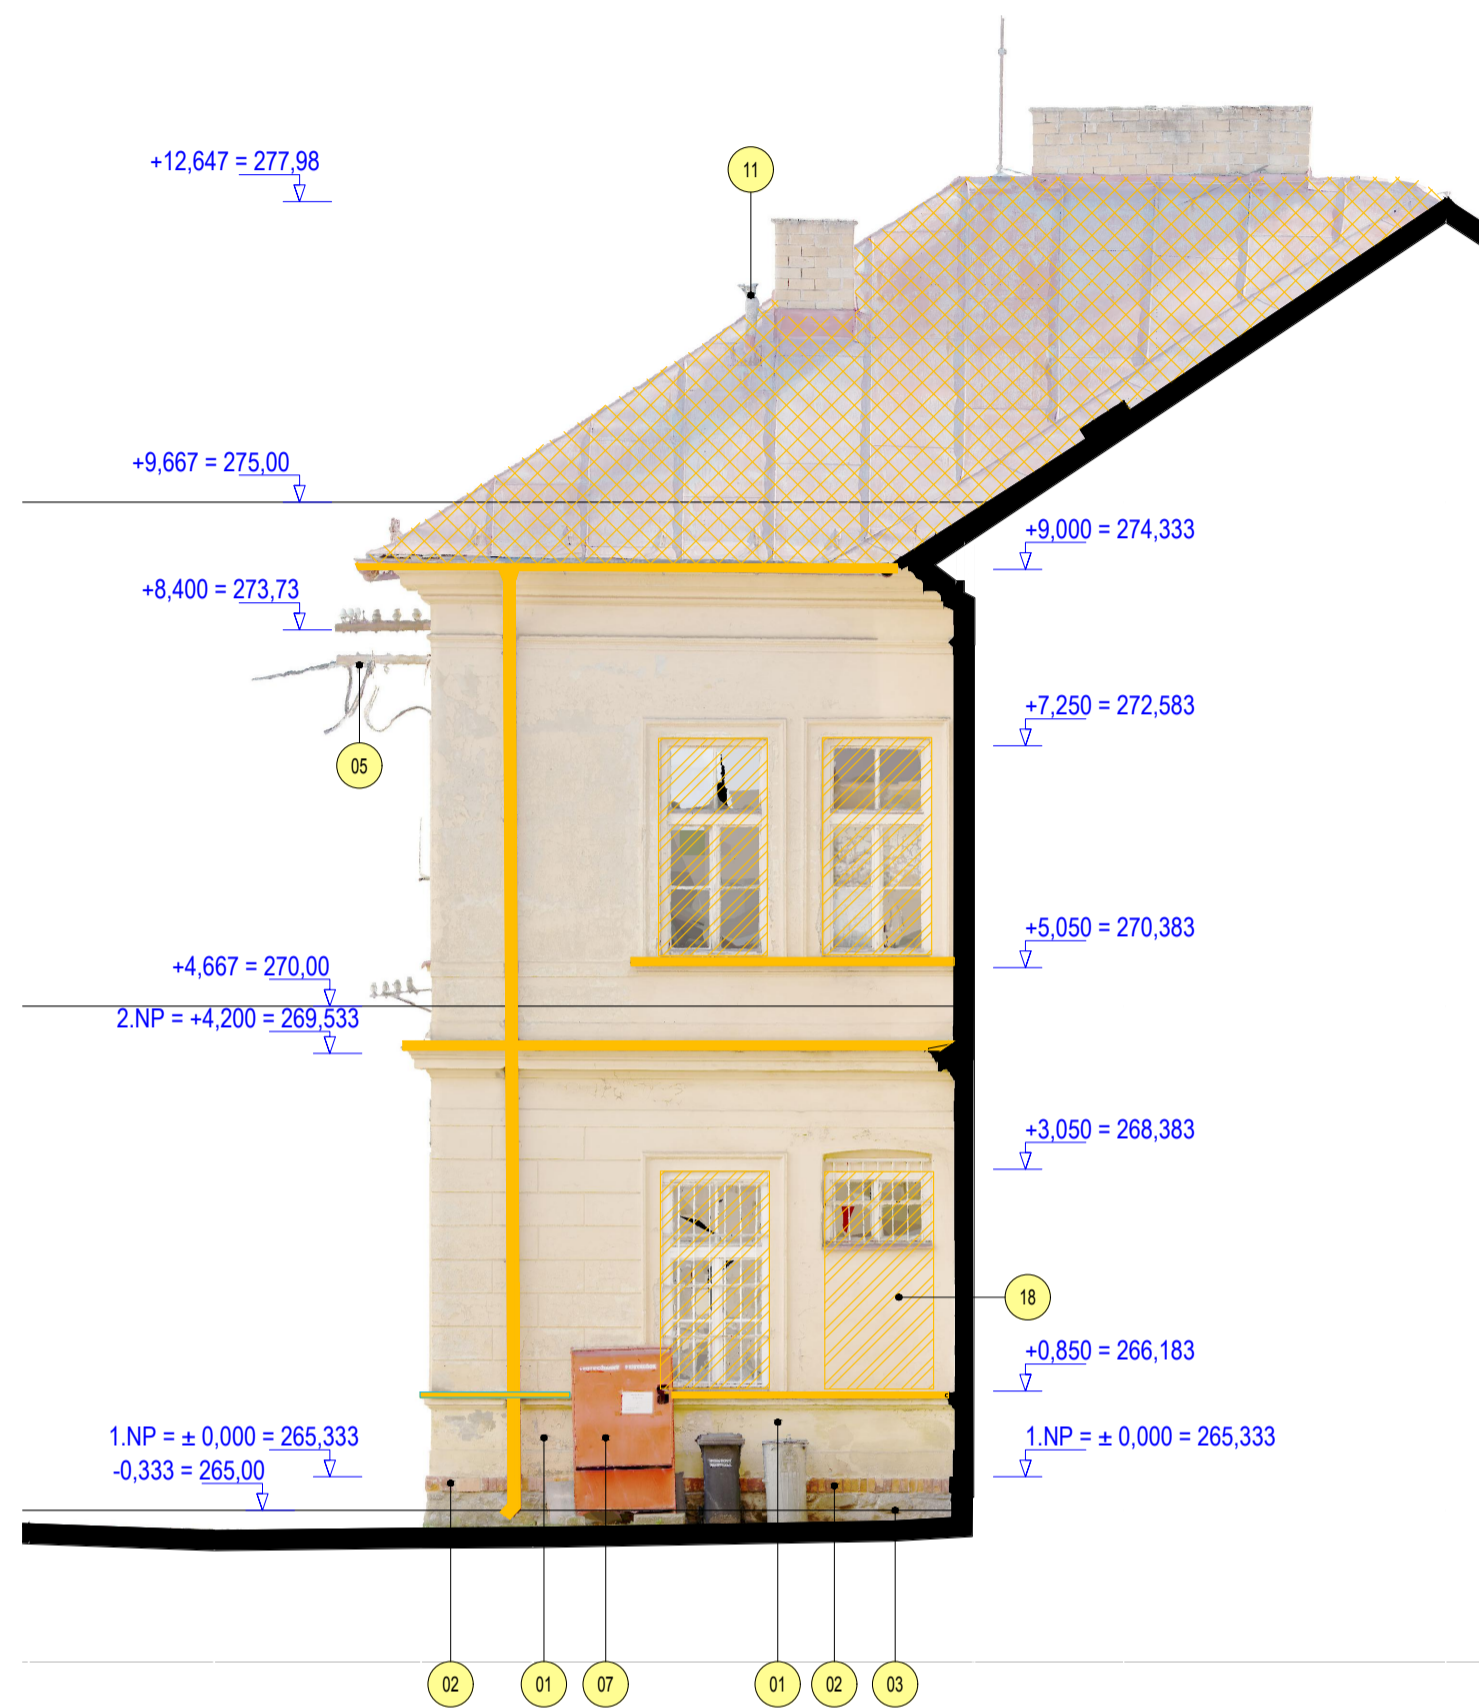 +12,647 = 277,98
11
+9,667 = 275,00
+9,000 = 274,333
+8,400 = 273,73
+7,250 = 272,583
05
+5,050 = 270,383
+4,667 = 270,00
2.NP = +4,200 = 269,533
+3,050 = 268,383
18
+0,850 = 266,183
1.NP = ± 0,000 = 265,333
1.NP = ± 0,000 = 265,333
-0,333 = 265,00
02
01
07
01
02
03